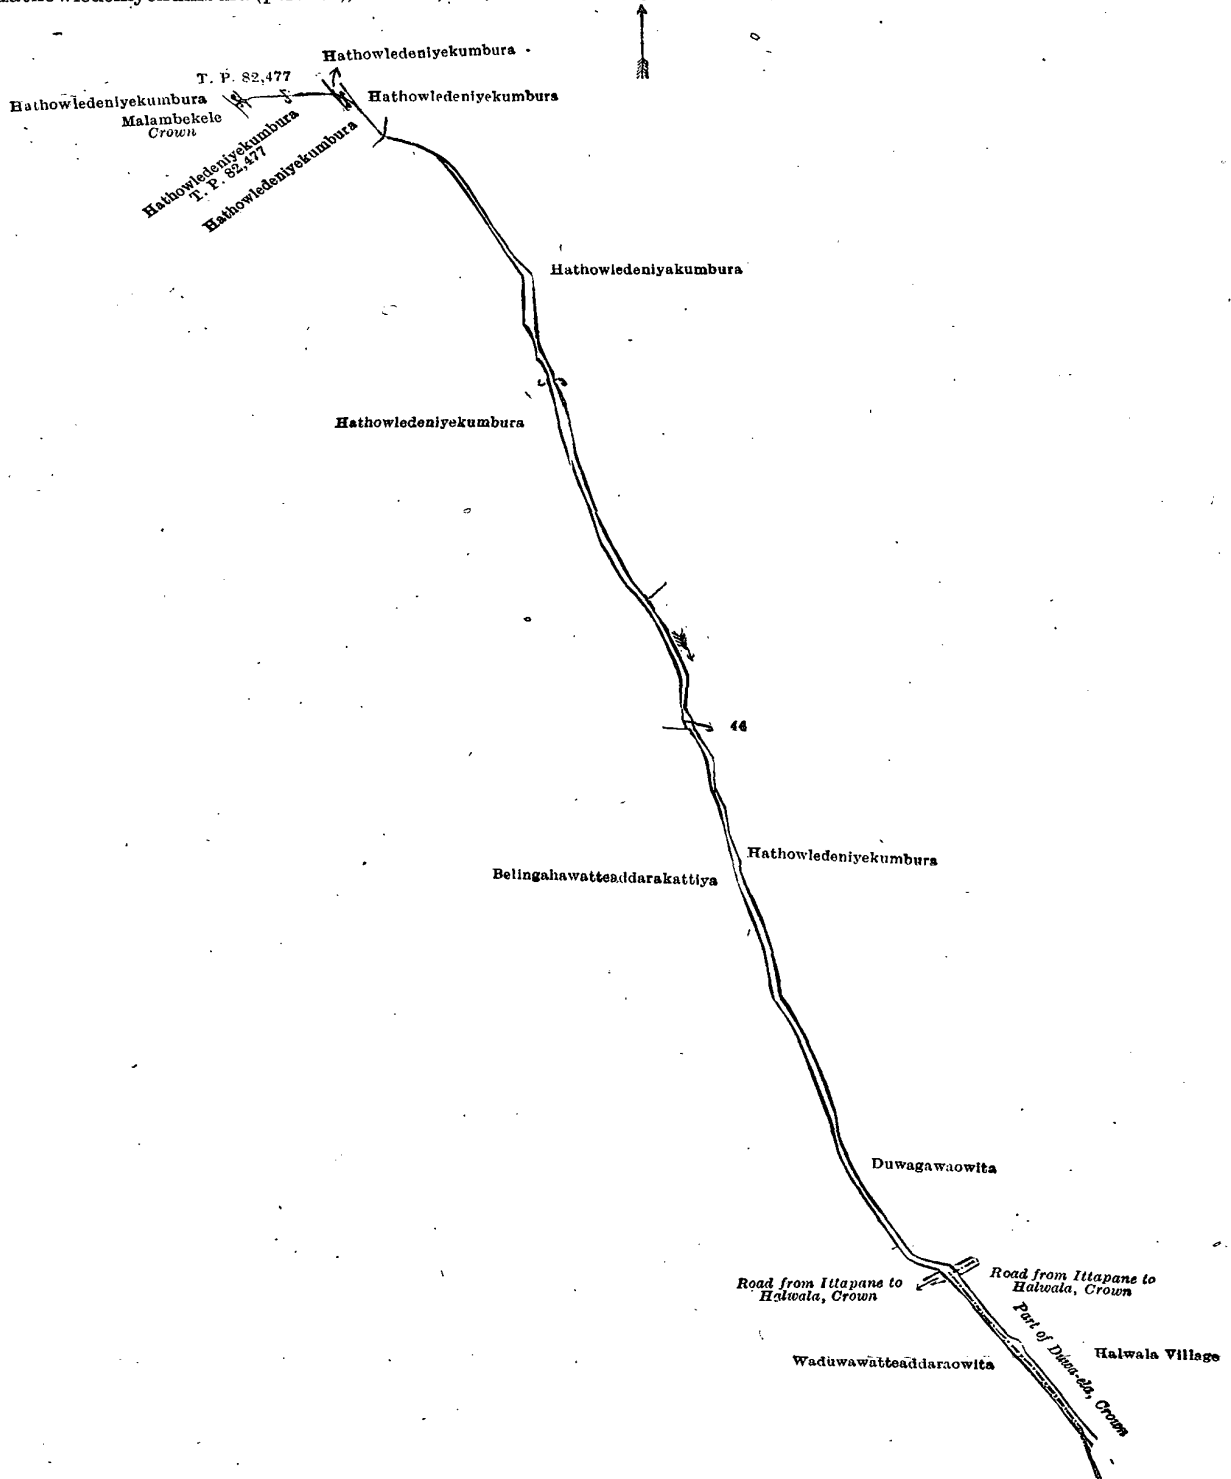 Hathowledeniyekumbura
T. P. 82,477
Hathowledeniyekumbura
Hathowledeniyekumbura
Malambekele
Crown
Hathowledeniyekumbura
T. P. 82,477
Hathowledeniyekumbura
Hathowledeniyakumbura
Hathowledeniyekumbura
44
Hathowledeniyekumbura
Belingahawatteaddarakattiya
Duwagawaowita
Road from Ittapane to
Halwala, Crown
Road from Ittapane to
Halwala, Crown
Part of Duwa-ela, Crown
Halwala Village
Waduwawatteaddaraowita